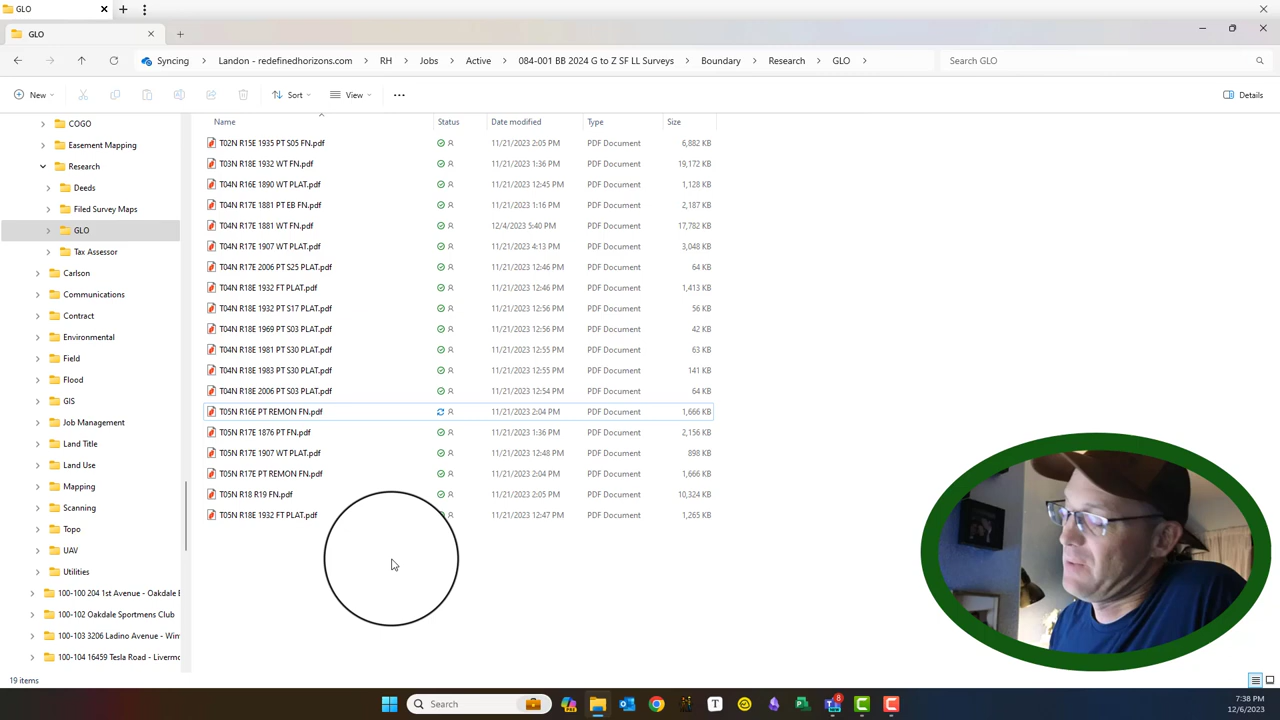 GLO
GLO
Syncing Landon - redefinedhorizons.com RH Jobs Active 084-001 BB 2024 G to Z SF LL Surveys Boundary Research GLO Search GLO
New Sort View Details
COGO
Easement Mapping
Research
Deeds
Filed Survey Maps
GLO
Tax Assessor
Carlson
Communications
Contract
Environmental
Field
Flood
GIS
Job Management
Land Title
Land Use
Mapping
Scanning
Topo
UAV
Utilities
100-100 204 1st Avenue - Oakdale
100-102 Oakdale Sportmens Club
100-103 3206 Ladino Avenue - Win
100-104 16459 Tesla Road - Livermo
Name Status Date modified Type Size
T02N R15E 1935 PT S05 FN.pdf 11/21/2023 2:05 PM PDF Document 6,882 KB
T03N R18E 1932 WT FN.pdf 11/21/2023 1:36 PM PDF Document 19,172 KB
T04N R16E 1890 WT PLAT.pdf 11/21/2023 12:45 PM PDF Document 1,128 KB
T04N R17E 1881 PT EB FN.pdf 11/21/2023 1:16 PM PDF Document 2,187 KB
T04N R17E 1881 WT FN.pdf 12/4/2023 5:40 PM PDF Document 17,782 KB
T04N R17E 1907 WT PLAT.pdf 11/21/2023 4:13 PM PDF Document 3,048 KB
T04N R17E 2006 PT S25 PLAT.pdf 11/21/2023 12:46 PM PDF Document 64 KB
T04N R18E 1932 FT PLAT.pdf 11/21/2023 12:46 PM PDF Document 1,413 KB
T04N R18E 1932 PT S17 PLAT.pdf 11/21/2023 12:56 PM PDF Document 56 KB
T04N R18E 1969 PT S03 PLAT.pdf 11/21/2023 12:56 PM PDF Document 42 KB
T04N R18E 1981 PT S30 PLAT.pdf 11/21/2023 12:55 PM PDF Document 63 KB
T04N R18E 1983 PT S30 PLAT.pdf 11/21/2023 12:55 PM PDF Document 141 KB
T04N R18E 2006 PT S03 PLAT.pdf 11/21/2023 12:54 PM PDF Document 64 KB
T05N R16E PT REMON FN.pdf 11/21/2023 2:04 PM PDF Document 1,666 KB
T05N R17E 1876 PT FN.pdf 11/21/2023 1:36 PM PDF Document 2,156 KB
T05N R17E 1907 WT PLAT.pdf 11/21/2023 12:48 PM PDF Document 898 KB
T05N R17E PT REMON FN.pdf 11/21/2023 2:04 PM PDF Document 1,666 KB
T05N R18 R19 FN.pdf 11/21/2023 2:05 PM PDF Document 10,324 KB
T05N R18E 1932 FT PLAT.pdf 11/21/2023 12:47 PM PDF Document 1,265 KB
19 items
Search
T
8
7:38 PM
12/6/2023